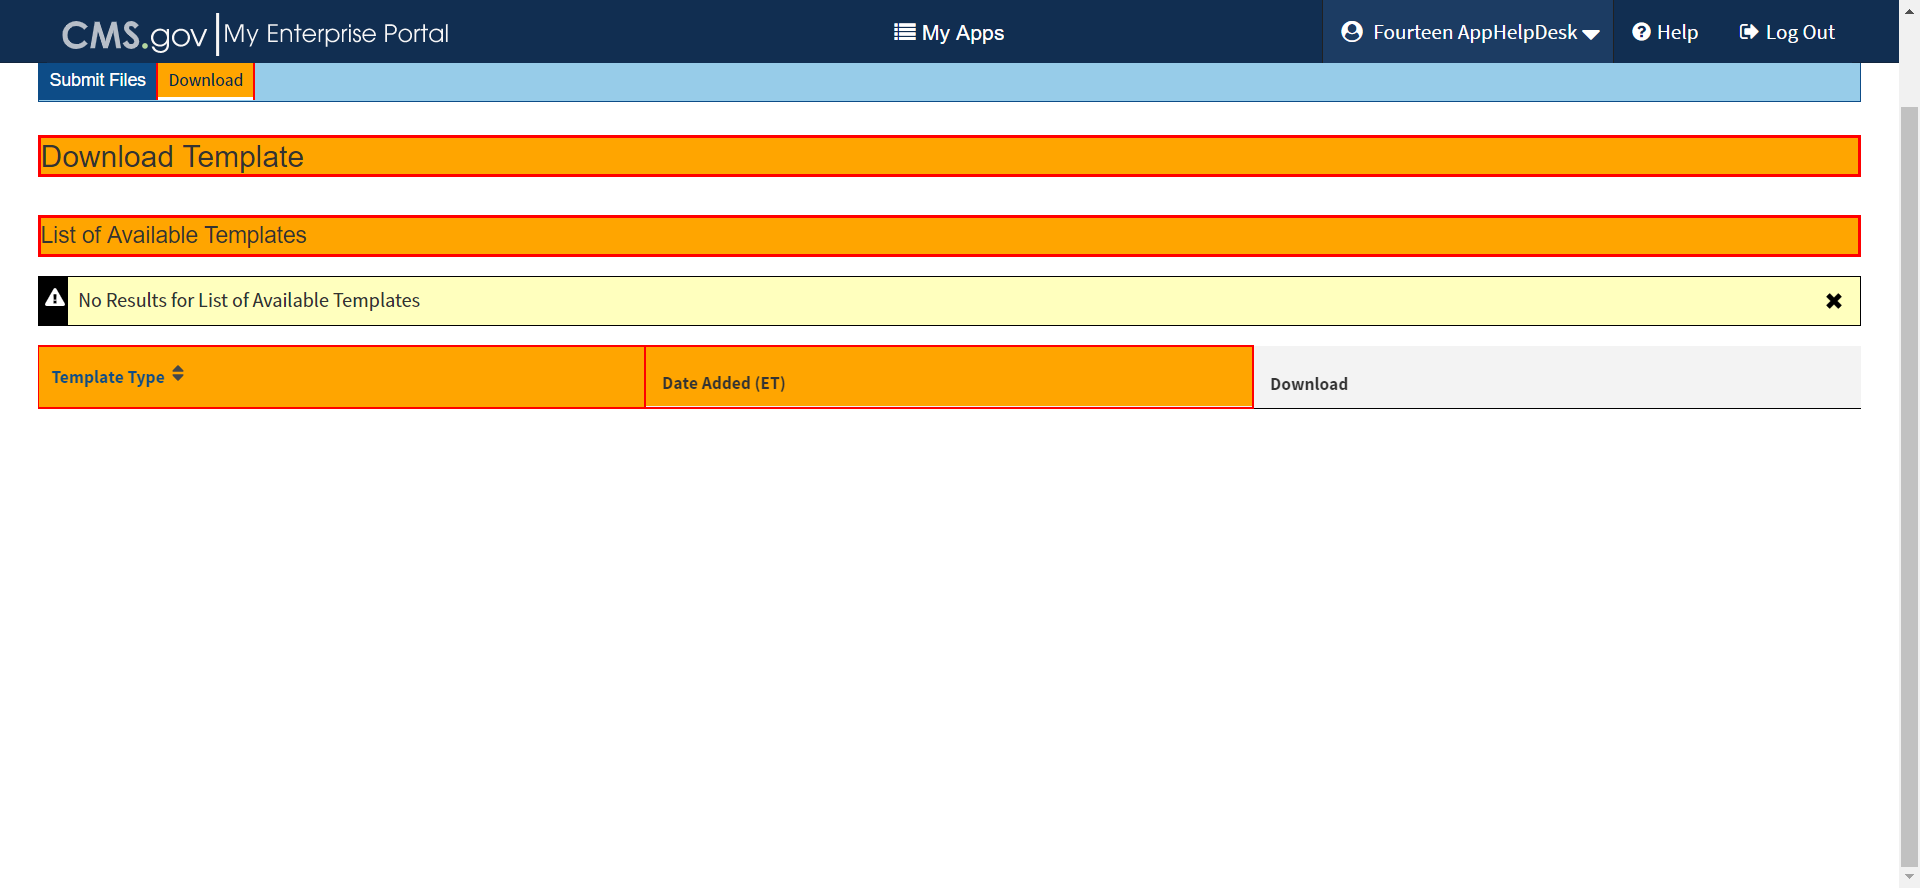 CMS.gov My Enterprise Portal
My Apps
Fourteen AppHelpDesk
Help
Log Out
Submit Files
Download
Download Template
List of Available Templates
No Results for List of Available Templates
Template Type
Date Added (ET)
Download